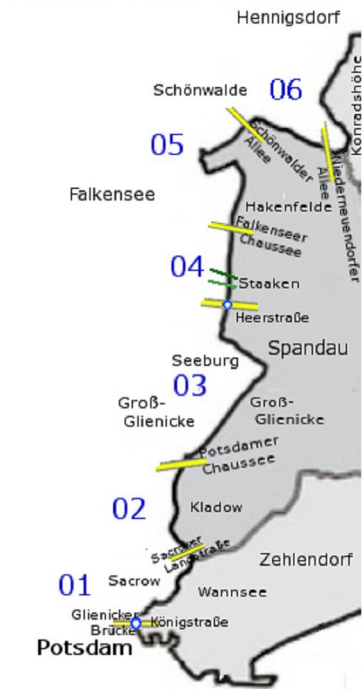 Hennigsdorf
06
Schönwalde
Konradshöhe
05
Schönwalder
Allee
Niederneuendorfer
Allee
Falkensee
Hakenfelde
Falkenseer
Chaussee
04
Staaken
Heerstraße
Seeburg
Spandau
03
Groß-
Glienicke
Groß-
Glienicke
Potsdamer
Chaussee
02
Kladow
Sacrower
Landstraße
Zehlendorf
01
Sacrow
Wannsee
Glienicker
Brücke
Königstraße
Potsdam